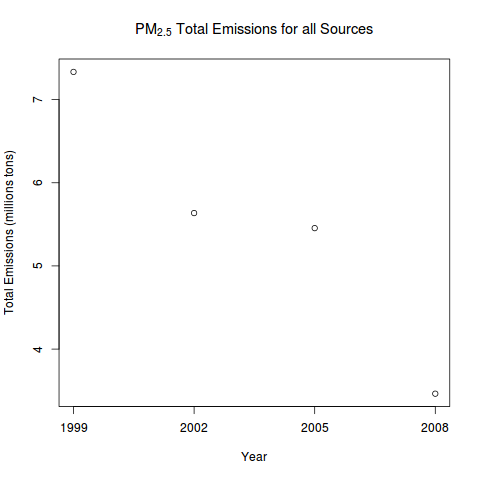 PM2.5 Total Emissions for all Sources
Total Emissions (millions tons)
7
6
5
4
1999 2002 2005 2008
Year